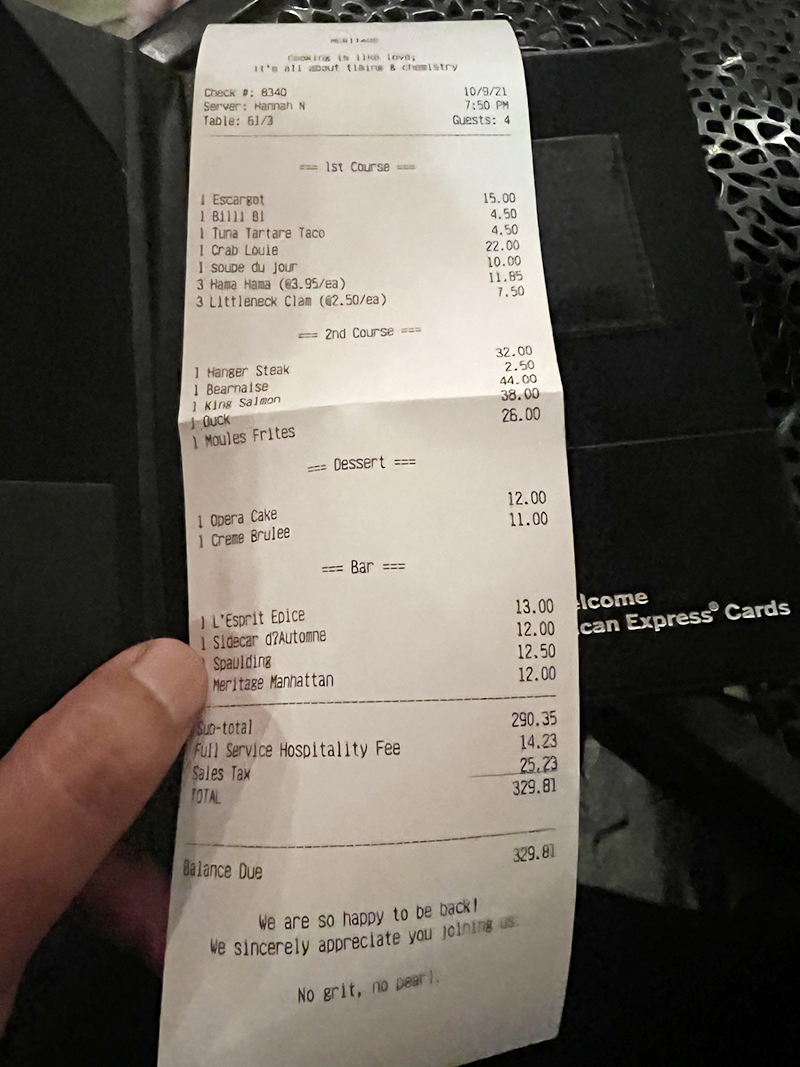 MERITAGE
Cooking is like love;
it's all about timing & chemistry
Check #: 8340 10/9/21
Server: Hannah N 7:50 PM
Table: 61/3 Guests: 4
=== 1st Course ===
1 Escargot 15.00
1 Billi Bi 4.50
1 Tuna Tartare Taco 4.50
1 Crab Louie 22.00
1 soupe du jour 10.00
3 Hama Hama (@3.95/ea) 11.85
3 Littleneck Clam (@2.50/ea) 7.50
=== 2nd Course ===
1 Hanger Steak 32.00
1 Bearnaise 2.50
1 King Salmon 44.00
1 Duck 38.00
1 Moules Frites 26.00
=== Dessert ===
1 Opera Cake 12.00
1 Creme Brulee 11.00
=== Bar ===
1 L'Esprit Epice 13.00
1 Sidecar d?Automne 12.00
Spaulding 12.50
Meritage Manhattan 12.00
Sub-total 290.35
Full Service Hospitality Fee 14.23
Sales Tax 25.23
TOTAL 329.81
Balance Due 329.81
We are so happy to be back!
We sincerely appreciate you joining us.
No grit, no pearl.
elcome
can Express® Cards